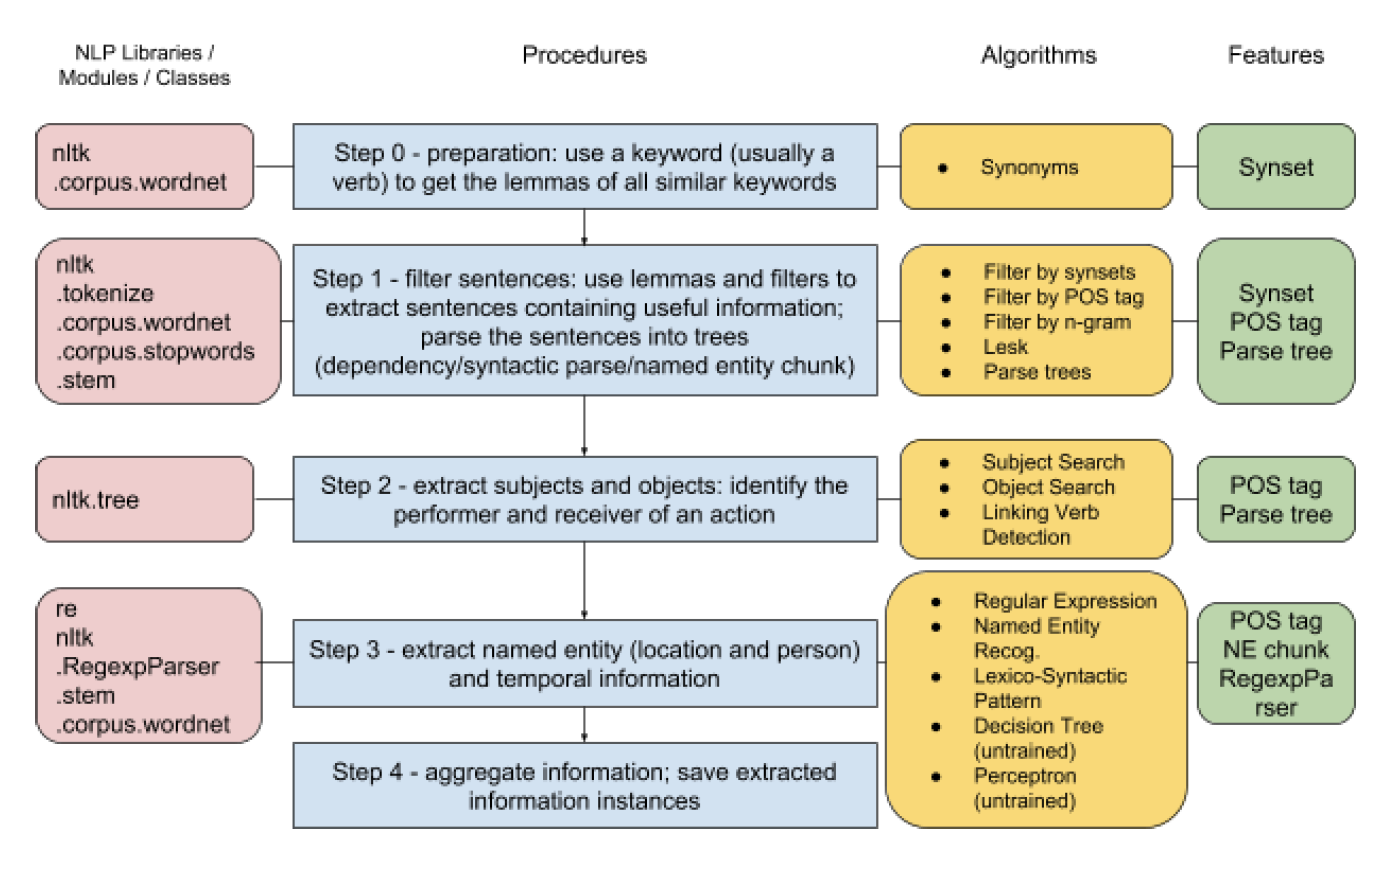 NLP Libraries /
Modules / Classes
Procedures
Algorithms
Features
nltk
.corpus.wordnet
Step 0 - preparation: use a keyword (usually a
verb) to get the lemmas of all similar keywords
● Synonyms
Synset
nltk
.tokenize
.corpus.wordnet
.corpus.stopwords
.stem
Step 1 - filter sentences: use lemmas and filters to
extract sentences containing useful information;
parse the sentences into trees
(dependency/syntactic parse/named entity chunk)
● Filter by synsets
● Filter by POS tag
● Filter by n-gram
● Lesk
● Parse trees
Synset
POS tag
Parse tree
nltk.tree
Step 2 - extract subjects and objects: identify the
performer and receiver of an action
● Subject Search
● Object Search
● Linking Verb
Detection
POS tag
Parse tree
re
nltk
.RegexpParser
.stem
.corpus.wordnet
Step 3 - extract named entity (location and person)
and temporal information
● Regular Expression
● Named Entity
Recog.
● Lexico-Syntactic
Pattern
● Decision Tree
(untrained)
● Perceptron
(untrained)
POS tag
NE chunk
RegexpPa
rser
Step 4 - aggregate information; save extracted
information instances